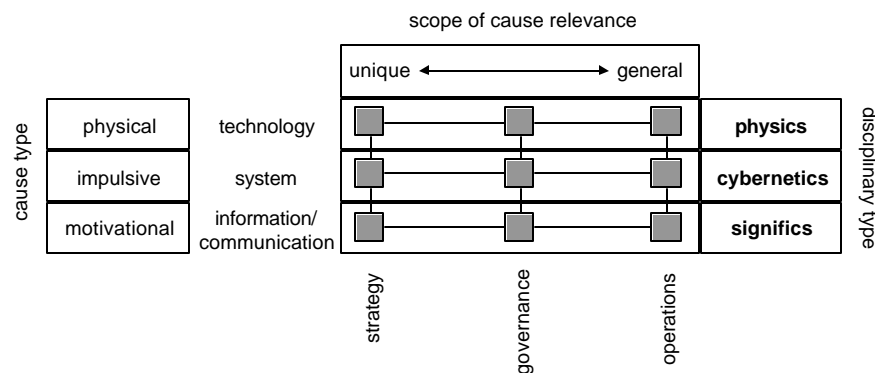 scope of cause relevance
unique general
cause type
physical technology physics
impulsive system cybernetics
motivational information/
communication significs
disciplinary type
strategy
governance
operations